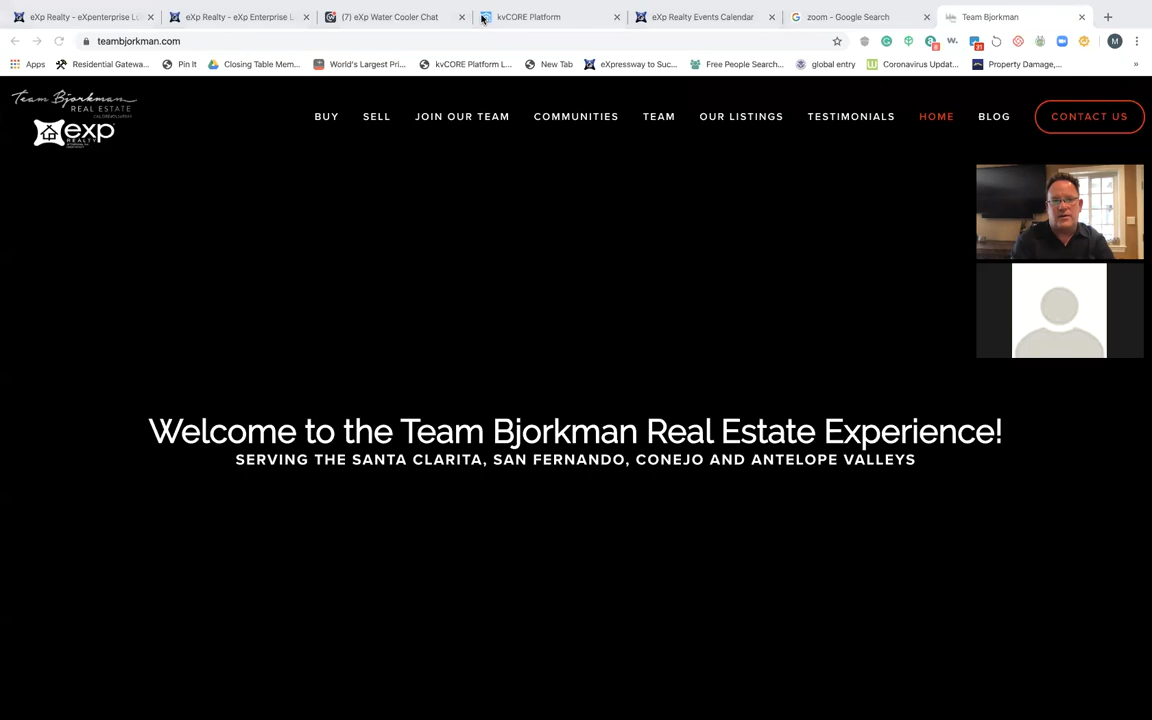 eXp Realty - eXpenterprise Lu
eXp Realty - eXp Enterprise L
(7) eXp Water Cooler Chat
kvCORE Platform
eXp Realty Events Calendar
zoom - Google Search
Team Bjorkman
teambjorkman.com
M
Apps
Residential Gatewa...
Pin It
Closing Table Mem...
World's Largest Pri...
kvCORE Platform L...
New Tab
eXpressway to Suc...
Free People Search...
global entry
Coronavirus Updat...
Property Damage,...
Team Bjorkman
REAL ESTATE
exp
REALTY
BUY
SELL
JOIN OUR TEAM
COMMUNITIES
TEAM
OUR LISTINGS
TESTIMONIALS
HOME
BLOG
CONTACT US
Welcome to the Team Bjorkman Real Estate Experience!
SERVING THE SANTA CLARITA, SAN FERNANDO, CONEJO AND ANTELOPE VALLEYS